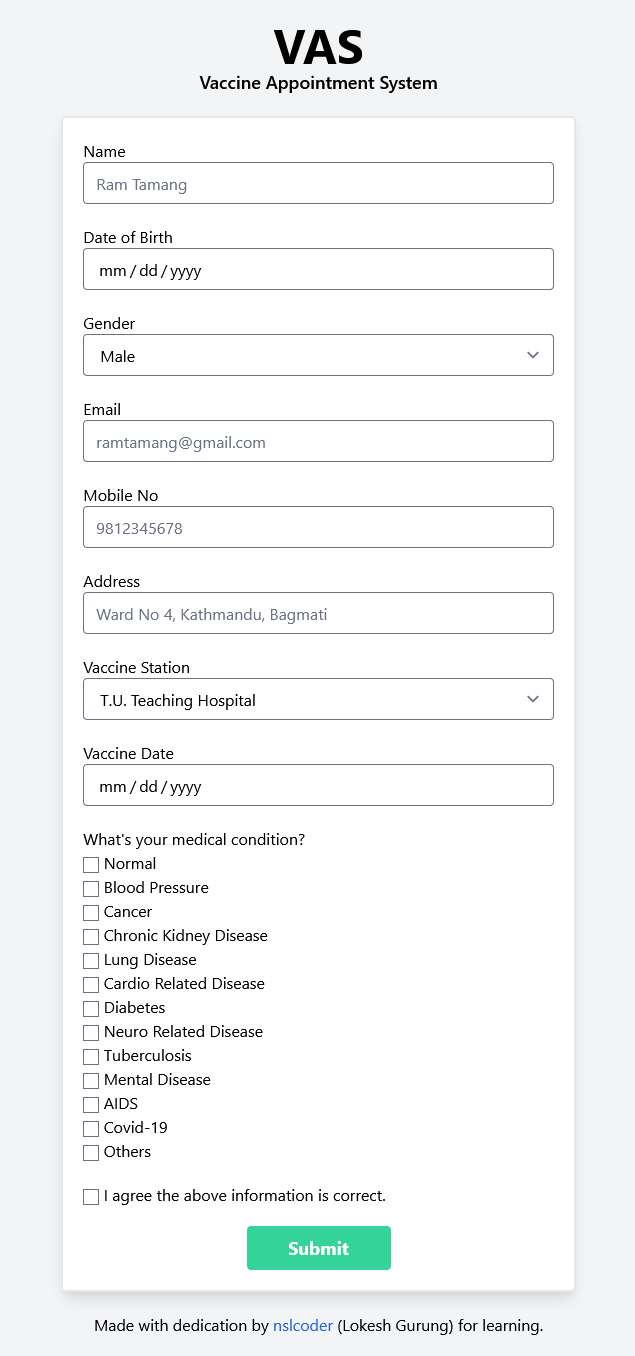 VAS
Vaccine Appointment System
Name
Ram Tamang
Date of Birth
mm/dd/yyyy
Gender
Male
Email
ramtamang@gmail.com
Mobile No
9812345678
Address
Ward No 4, Kathmandu, Bagmati
Vaccine Station
T.U. Teaching Hospital
Vaccine Date
mm/dd/yyyy
What's your medical condition?
Normal
Blood Pressure
Cancer
Chronic Kidney Disease
Lung Disease
Cardio Related Disease
Diabetes
Neuro Related Disease
Tuberculosis
Mental Disease
AIDS
Covid-19
Others
I agree the above information is correct.
Submit
Made with dedication by nslcoder (Lokesh Gurung) for learning.